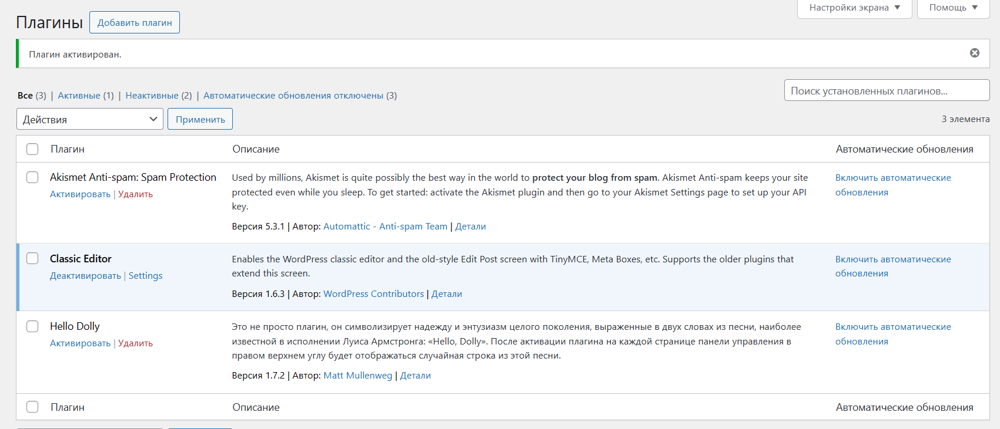 Настройки экрана
Помощь
Плагины
Добавить плагин
Плагин активирован.
Все (3) | Активные (1) | Неактивные (2) | Автоматические обновления отключены (3)
Поиск установленных плагинов...
Действия
Применить
3 элемента
Плагин Описание Автоматические обновления
Akismet Anti-spam: Spam Protection
Активировать | Удалить
Used by millions, Akismet is quite possibly the best way in the world to protect your blog from spam. Akismet Anti-spam keeps your site
protected even while you sleep. To get started: activate the Akismet plugin and then go to your Akismet Settings page to set up your API
key.
Версия 5.3.1 | Автор: Automattic - Anti-spam Team | Детали
Включить автоматические
обновления
Classic Editor
Деактивировать | Settings
Enables the WordPress classic editor and the old-style Edit Post screen with TinyMCE, Meta Boxes, etc. Supports the older plugins that
extend this screen.
Версия 1.6.3 | Автор: WordPress Contributors | Детали
Включить автоматические
обновления
Hello Dolly
Активировать | Удалить
Это не просто плагин, он символизирует надежду и энтузиазм целого поколения, выраженные в двух словах из песни, наиболее
известной в исполнении Луиса Армстронга: «Hello, Dolly». После активации плагина на каждой странице панели управления в
правом верхнем углу будет отображаться случайная строка из этой песни.
Версия 1.7.2 | Автор: Matt Mullenweg | Детали
Включить автоматические
обновления
Плагин Описание Автоматические обновления